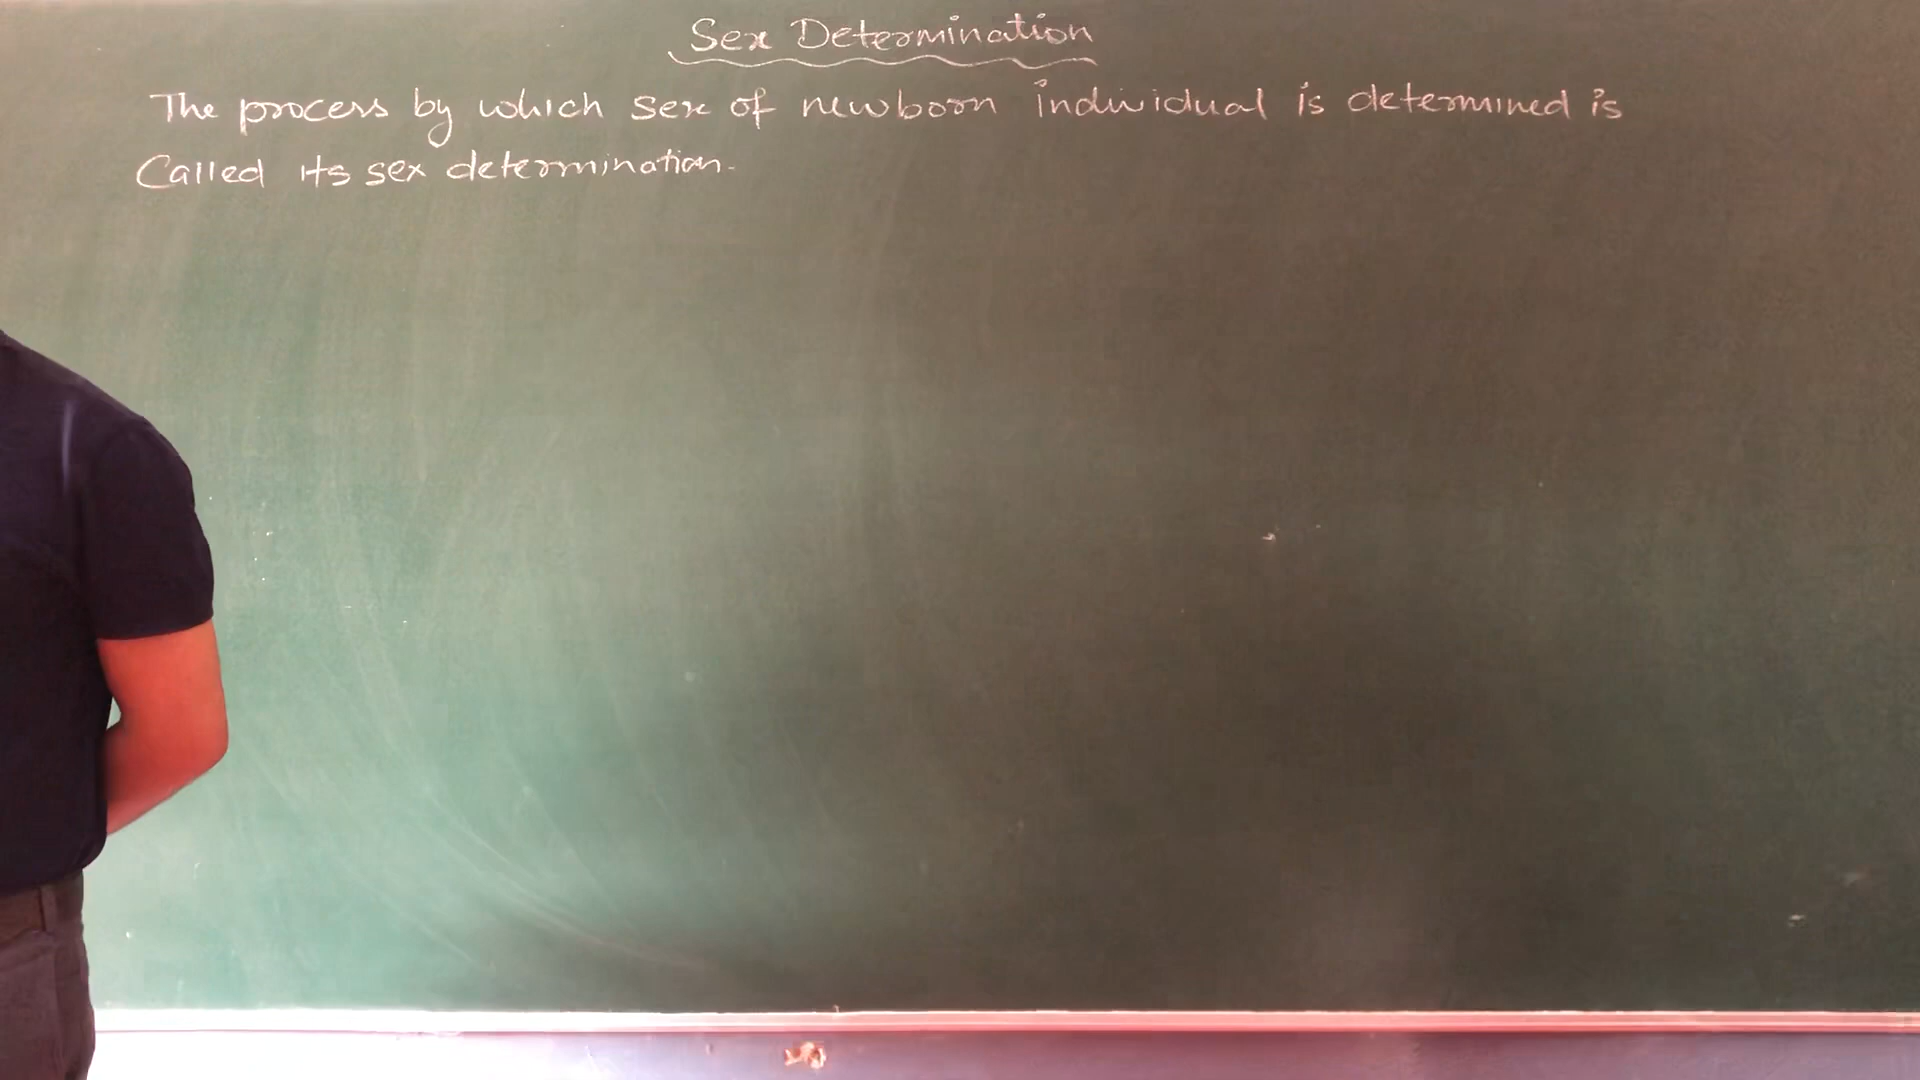 Sex Determination
The process by which sex of newborn individual is determined is
Called its sex determination.